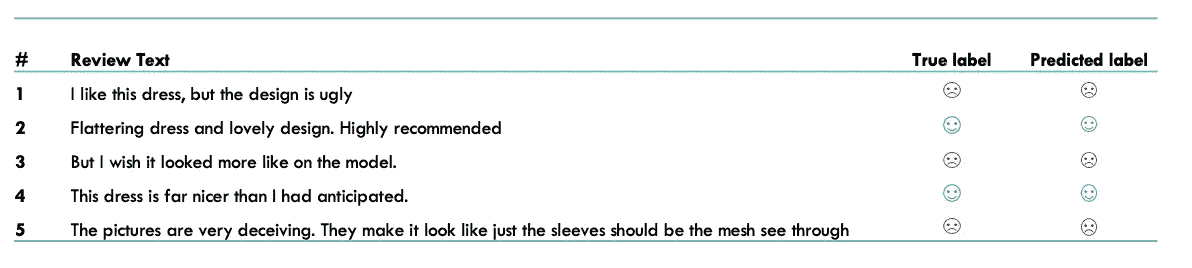 # Review Text True label Predicted label
1 I like this dress, but the design is ugly
2 Flattering dress and lovely design. Highly recommended
3 But I wish it looked more like on the model.
4 This dress is far nicer than I had anticipated.
5 The pictures are very deceiving. They make it look like just the sleeves should be the mesh see through